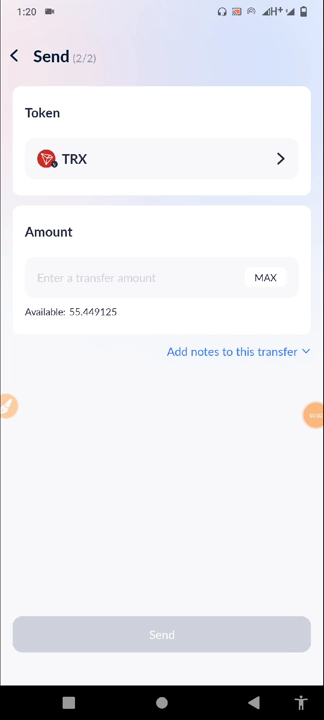 1:20
H+
Send (2/2)
Token
TRX
Amount
Enter a transfer amount
MAX
Available: 55.449125
Add notes to this transfer
Send